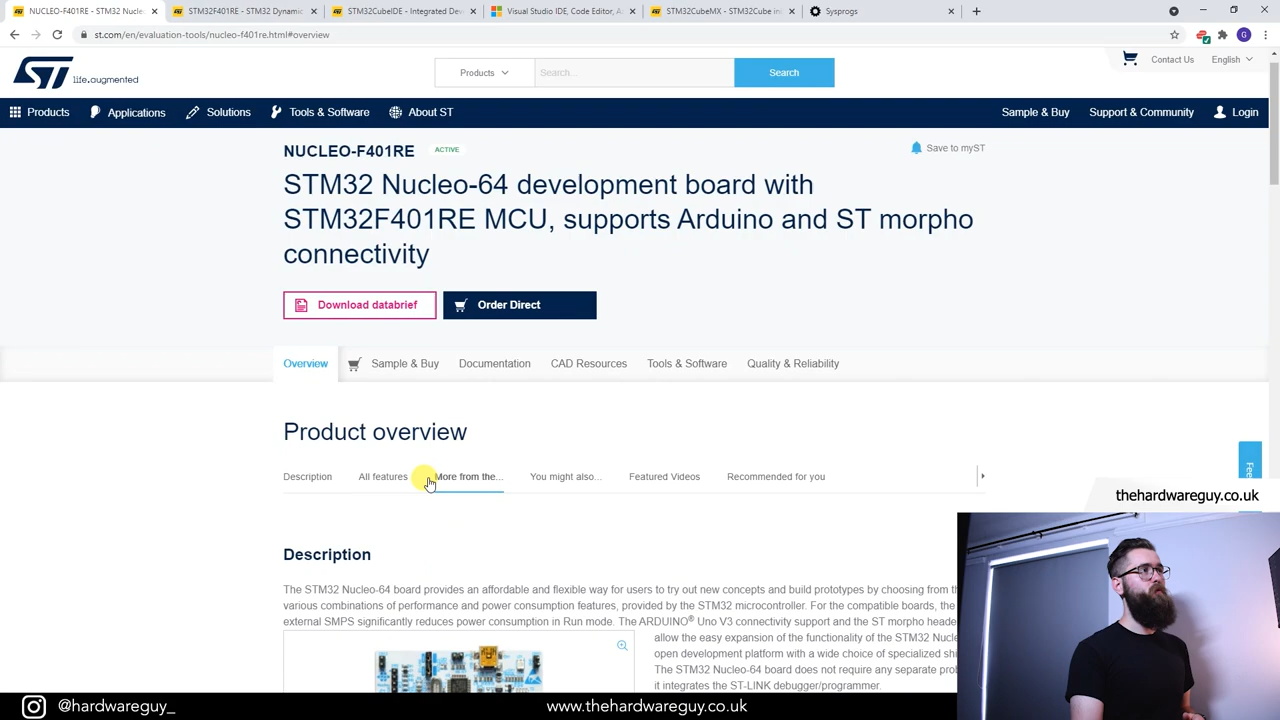 NUCLEO-F401RE - STM32 Nucle
STM32F401RE - STM32 Dynamic
STM32CubeIDE - Integrated Dev
Visual Studio IDE, Code Editor, A
STM32CubeMX - STM32Cube in
Sysprogs
st.com/en/evaluation-tools/nucleo-f401re.html#overview
G
ST
life.augmented
Products
Search...
Search
Contact Us
English
Products
Applications
Solutions
Tools & Software
About ST
Sample & Buy
Support & Community
Login
NUCLEO-F401RE
ACTIVE
Save to myST
STM32 Nucleo-64 development board with
STM32F401RE MCU, supports Arduino and ST morpho
connectivity
Download databrief
Order Direct
Overview
Sample & Buy
Documentation
CAD Resources
Tools & Software
Quality & Reliability
Product overview
Description
All features
More from the...
You might also...
Featured Videos
Recommended for you
Fee
thehardwareguy.co.uk
Description
The STM32 Nucleo-64 board provides an affordable and flexible way for users to try out new concepts and build prototypes by choosing from th
various combinations of performance and power consumption features, provided by the STM32 microcontroller. For the compatible boards, the
external SMPS significantly reduces power consumption in Run mode. The ARDUINO® Uno V3 connectivity support and the ST morpho heade
allow the easy expansion of the functionality of the STM32 Nucle
open development platform with a wide choice of specialized shi
The STM32 Nucleo-64 board does not require any separate prob
it integrates the ST-LINK debugger/programmer.
@hardwareguy_
www.thehardwareguy.co.uk